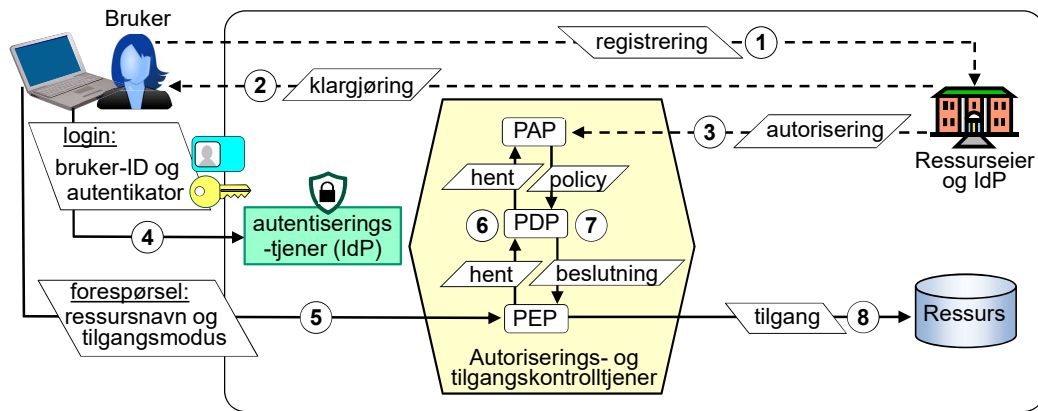 Bruker
registrering
1
2
klargjøring
PAP
3
autorisering
Ressurseier
og IdP
login:
bruker-ID og
autentikator
hent
policy
4
autentiserings
-tjener (IdP)
6
PDP
7
hent
beslutning
forespørsel:
ressursnavn og
tilgangsmodus
5
PEP
tilgang
8
Ressurs
Autoriserings- og
tilgangskontrolltjener